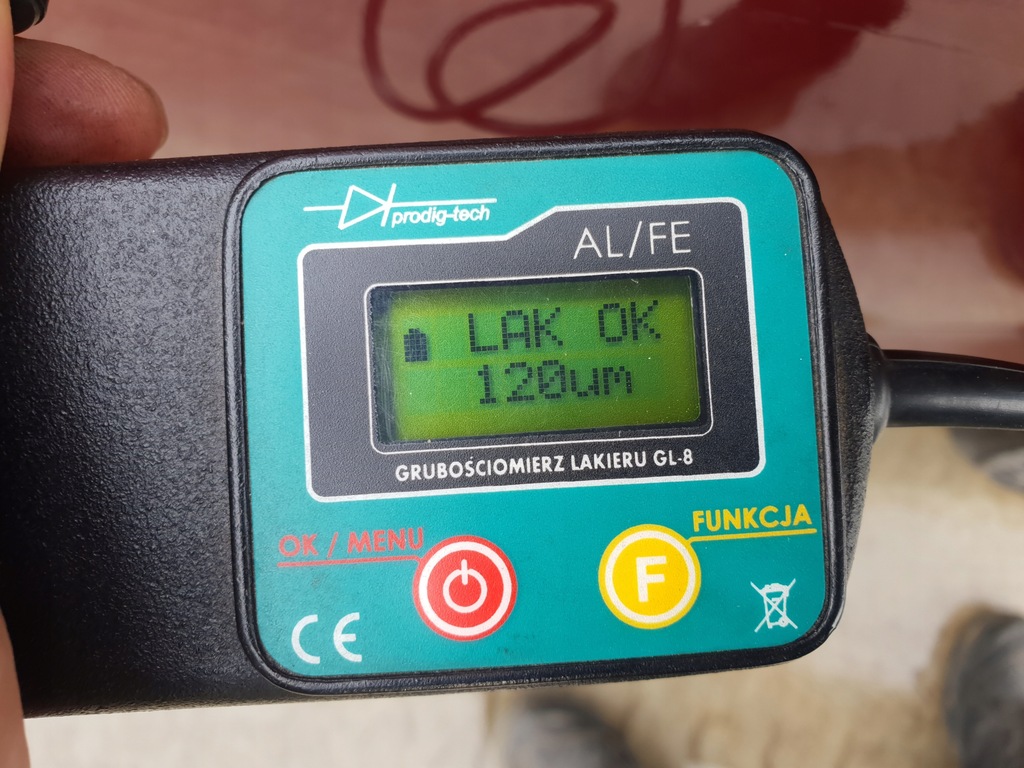 prodig-tech
AL/FE
LAK OK
120um
GRUBOŚCIOMIERZ LAKIERU GL-8
OK / MENU
FUNKCJA
F
CE